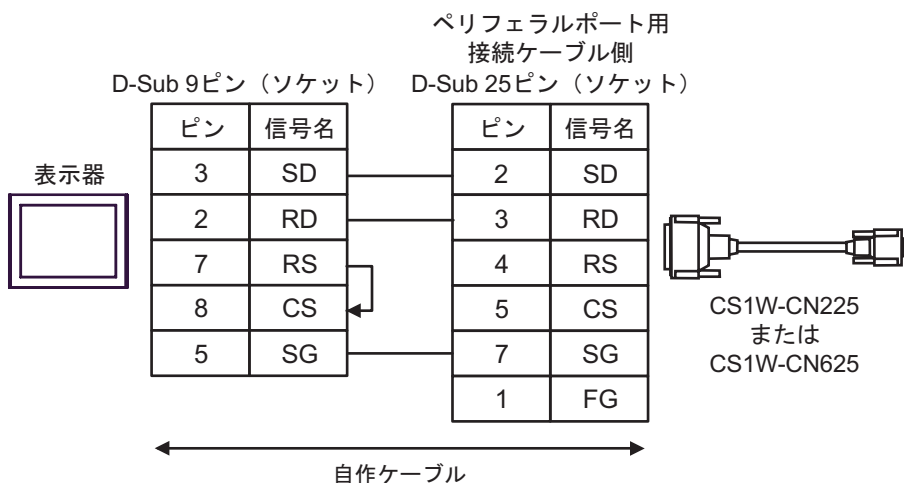 ペリフェラルポート用
接続ケーブル側
D-Sub 9ピン（ソケット） D-Sub 25ピン（ソケット）
ピン 信号名 ピン 信号名
表示器
3 SD 2 SD
2 RD 3 RD
7 RS 4 RS
8 CS 5 CS
5 SG 7 SG
1 FG
CS1W-CN225
または
CS1W-CN625
自作ケーブル